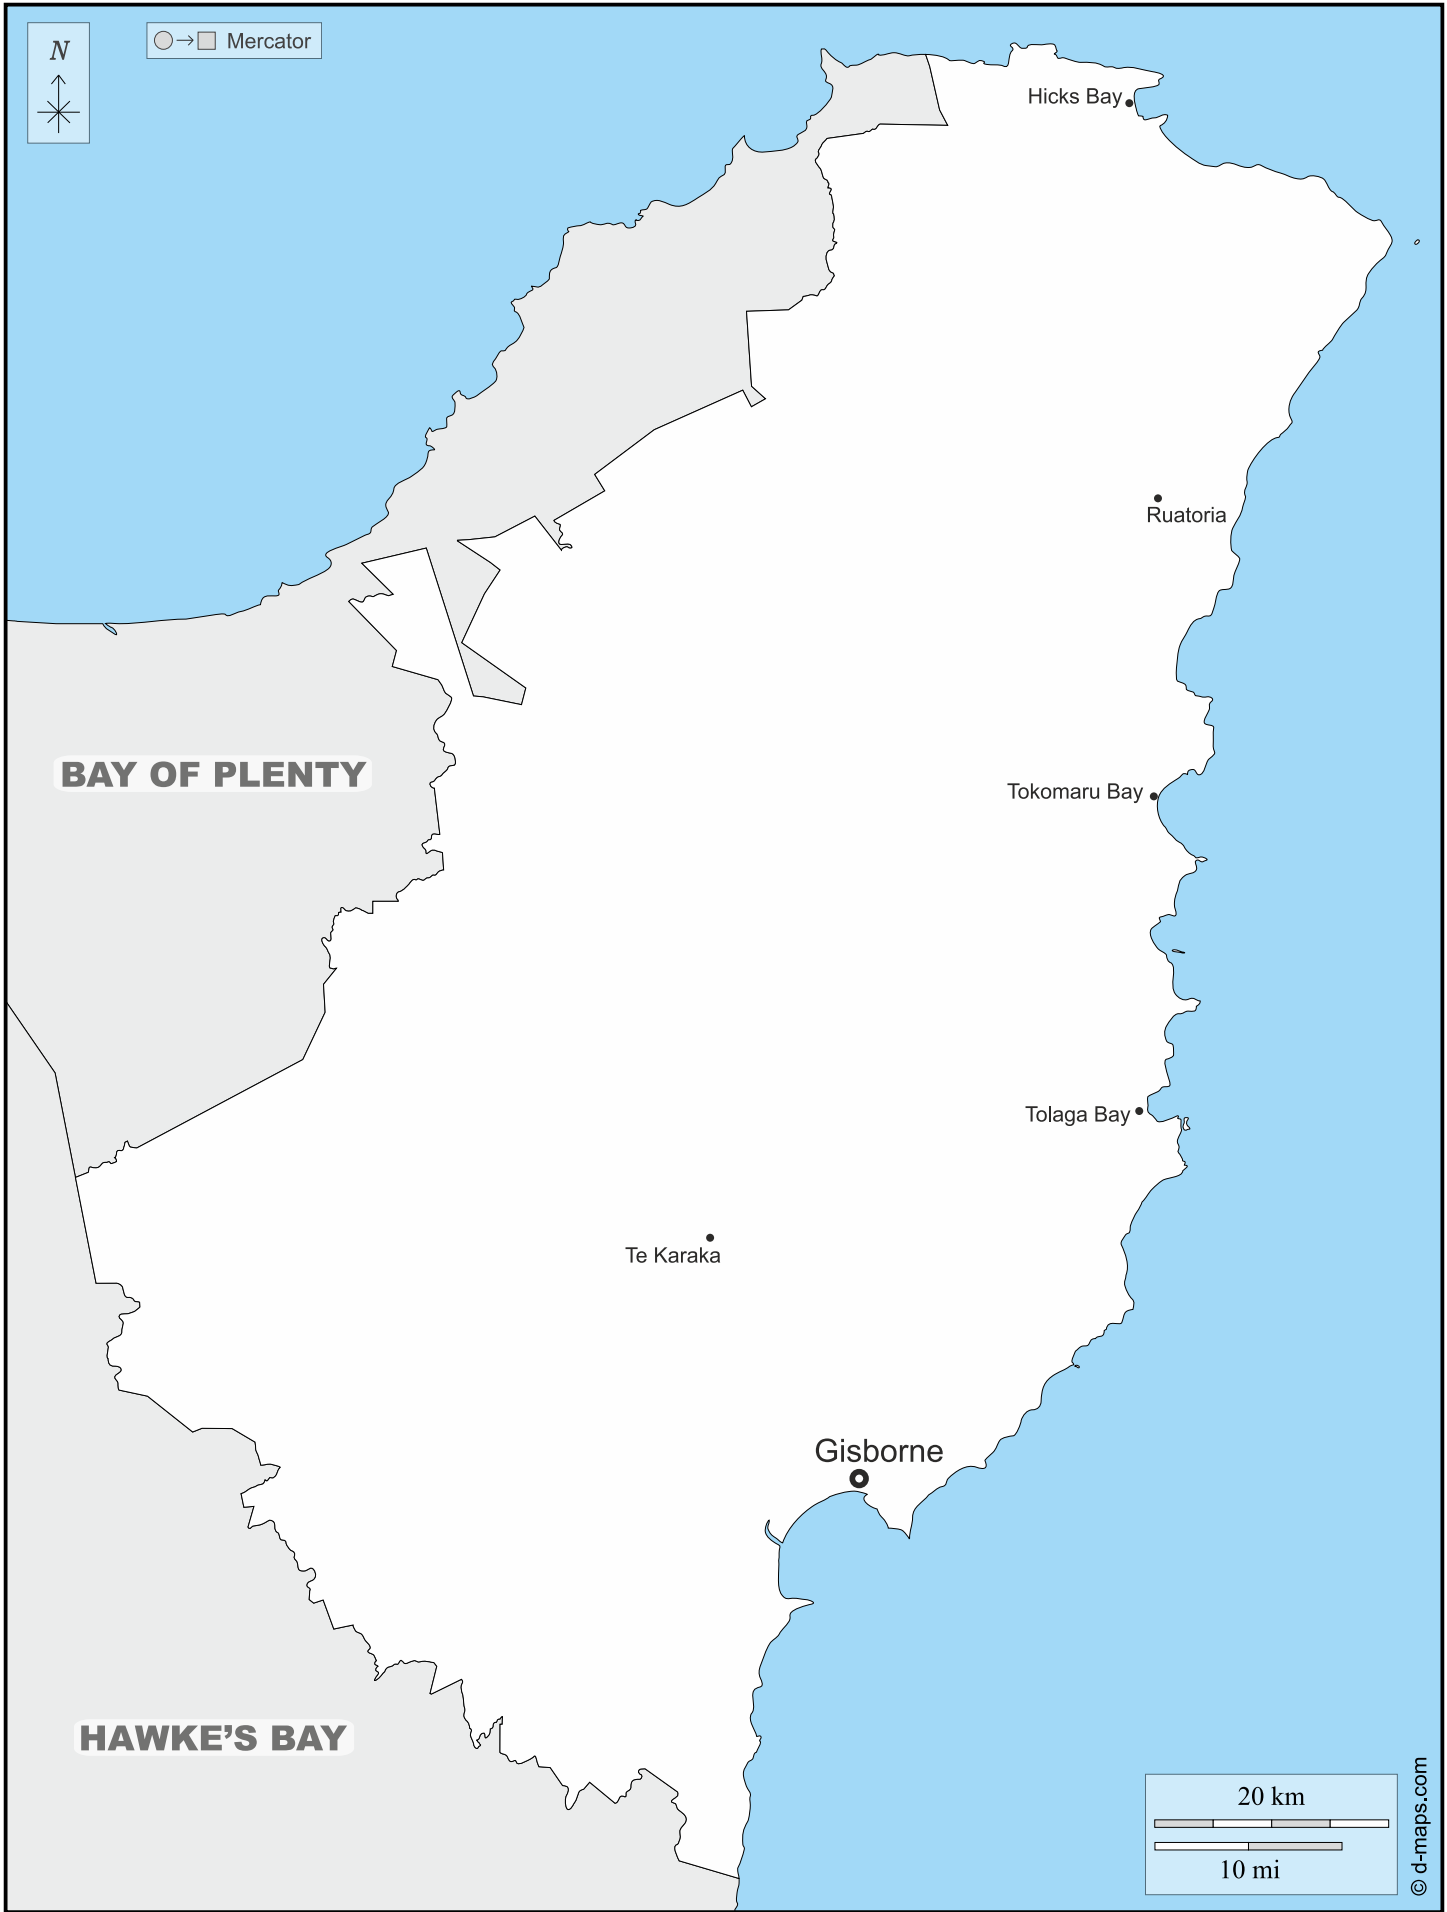 N
Mercator
Hicks Bay
Ruatoria
BAY OF PLENTY
Tokomaru Bay
Tolaga Bay
Te Karaka
Gisborne
HAWKE'S BAY
20 km
10 mi
© d-maps.com